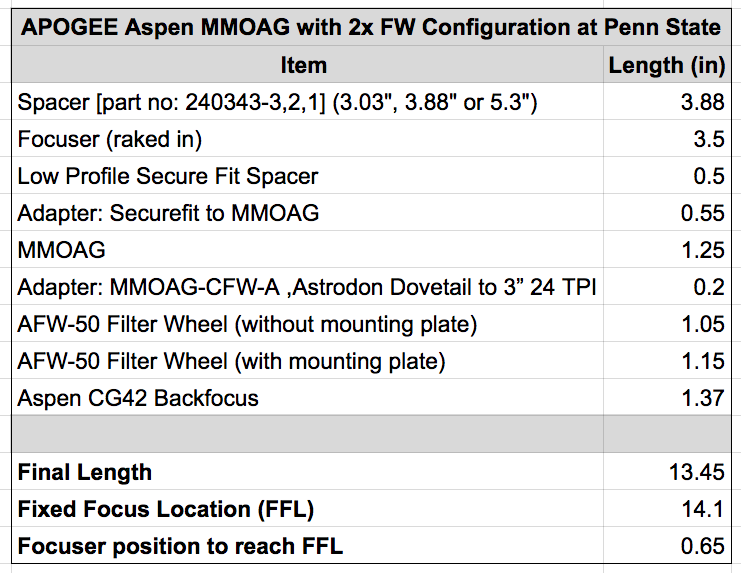 APOGEE Aspen MMOAG with 2x FW Configuration at Penn State
Item Length (in)
Spacer [part no: 240343-3,2,1] (3.03", 3.88" or 5.3") 3.88
Focuser (raked in) 3.5
Low Profile Secure Fit Spacer 0.5
Adapter: Securefit to MMOAG 0.55
MMOAG 1.25
Adapter: MMOAG-CFW-A ,Astrodon Dovetail to 3” 24 TPI 0.2
AFW-50 Filter Wheel (without mounting plate) 1.05
AFW-50 Filter Wheel (with mounting plate) 1.15
Aspen CG42 Backfocus 1.37
Final Length 13.45
Fixed Focus Location (FFL) 14.1
Focuser position to reach FFL 0.65